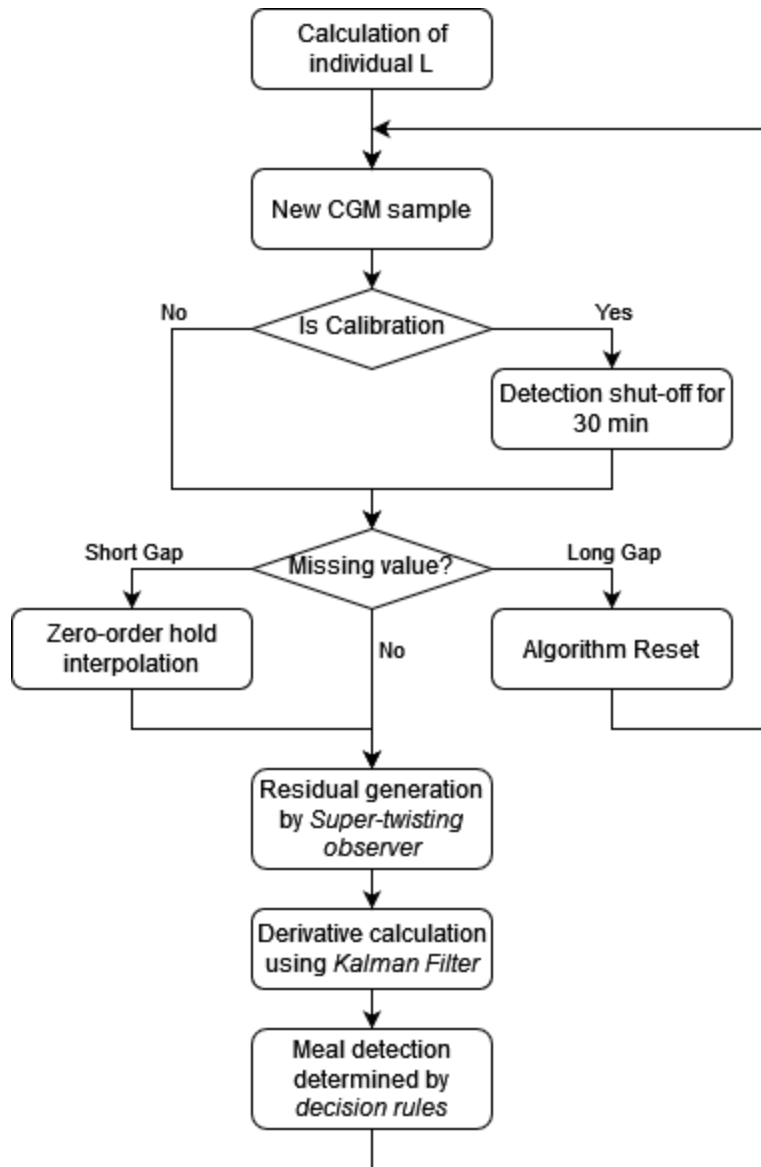 Calculation of
individual L
New CGM sample
No
Is Calibration
Yes
Detection shut-off for
30 min
Short Gap
Missing value?
Long Gap
Zero-order hold
interpolation
No
Algorithm Reset
Residual generation
by Super-twisting
observer
Derivative calculation
using Kalman Filter
Meal detection
determined by
decision rules